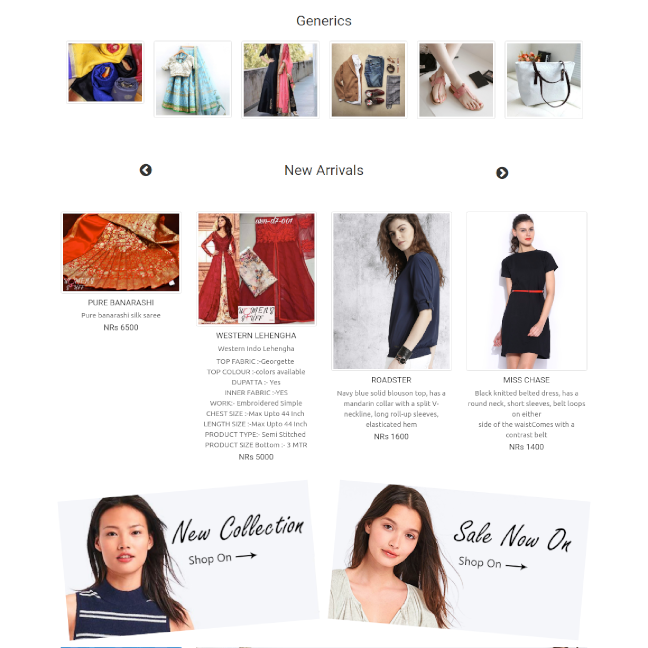 Generics
New Arrivals
WOMEN'S
PURE BANARASHI
Pure banarashi silk saree
NRs 6500
WOMEN'S
STUFF
WESTERN LEHENGHA
Western Indo Lehengha
TOP FABRIC :-Georgette
TOP COLOUR :-colors available
DUPATTA :- Yes
INNER FABRIC :-YES
WORK:- Embroidered Simple
CHEST SIZE :-Max Upto 44 Inch
LENGTH SIZE :-Max Upto 44 Inch
PRODUCT TYPE:- Semi Stitched
PRODUCT SIZE Bottom :- 3 MTR
NRs 5000
ROADSTER
Navy blue solid blouson top, has a
mandarin collar with a split V-
neckline, long roll-up sleeves,
elasticated hem
NRs 1600
MISS CHASE
Black knitted belted dress, has a
round neck, short sleeves, belt loops
on either
side of the waistComes with a
contrast belt
NRs 1400
New Collection
Shop On
Sale Now On
Shop On